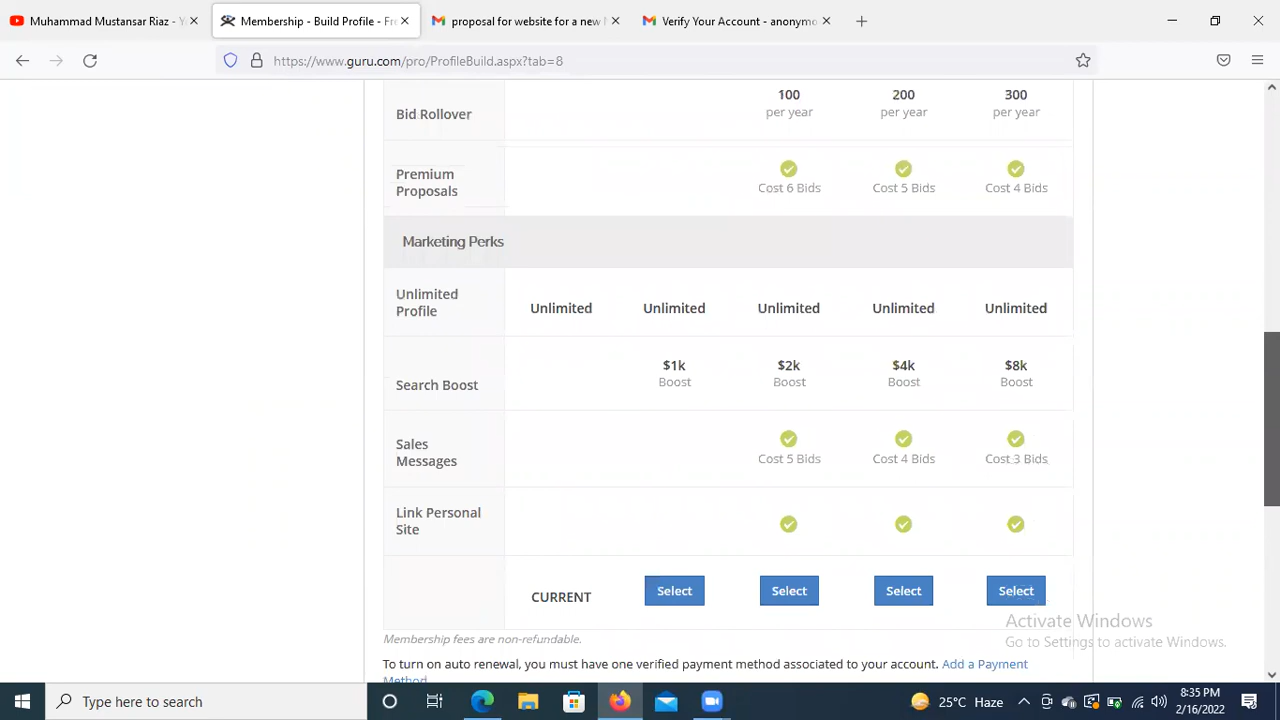 Muhammad Mustansar Riaz - Y
Membership - Build Profile - Fr
proposal for website for a new
Verify Your Account - anonymo
https://www.guru.com/pro/ProfileBuild.aspx?tab=8
100 200 300
Bid Rollover
per year per year per year
Premium
Proposals
Cost 6 Bids Cost 5 Bids Cost 4 Bids
Marketing Perks
Unlimited
Profile
Unlimited Unlimited Unlimited Unlimited Unlimited
$1k $2k $4k $8k
Boost Boost Boost Boost
Search Boost
Sales
Messages
Cost 5 Bids Cost 4 Bids Cost 3 Bids
Link Personal
Site
CURRENT Select Select Select Select
Activate Windows
Go to Settings to activate Windows.
Membership fees are non-refundable.
To turn on auto renewal, you must have one verified payment method associated to your account. Add a Payment
Method
Type here to search
25°C Haze
8:35 PM
2/16/2022